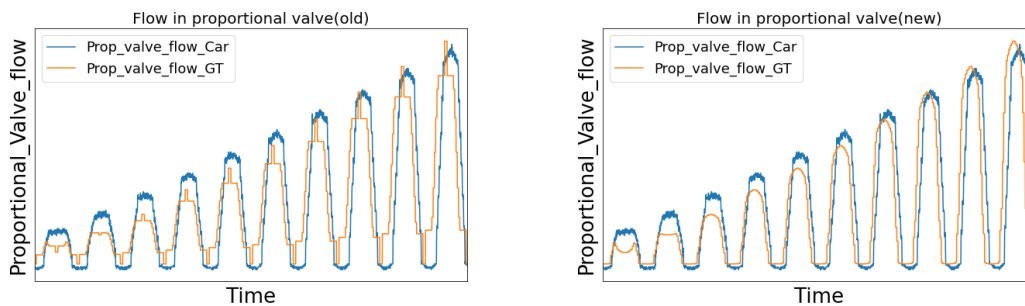 Flow in proportional valve(old)
Proportional_Valve_flow
Prop_valve_flow_Car
Prop_valve_flow_GT
Time
Flow in proportional valve(new)
Proportional_Valve_flow
Prop_valve_flow_Car
Prop_valve_flow_GT
Time